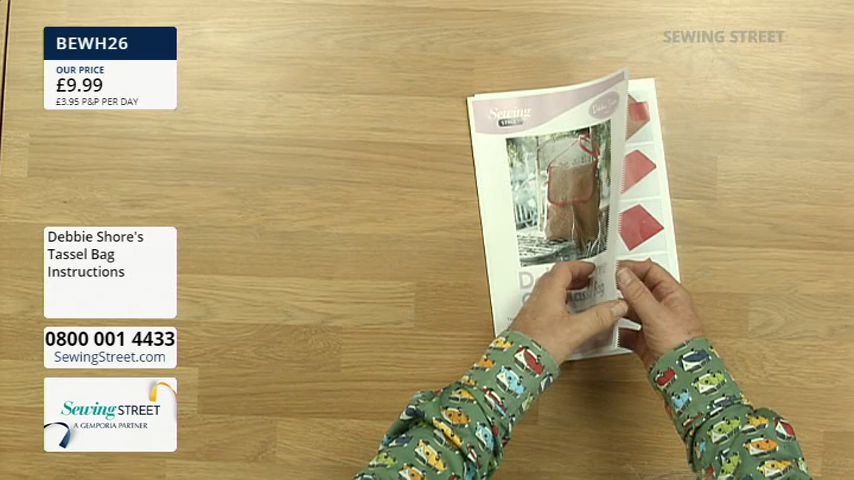 BEWH26
OUR PRICE
£9.99
£3.95 P&P PER DAY
SEWING STREET
Sewing
STREET
Debbie Shore's
Tassel Bag
Instructions
0800 001 4433
SewingStreet.com
Sewing STREET
A GEMPORIA PARTNER